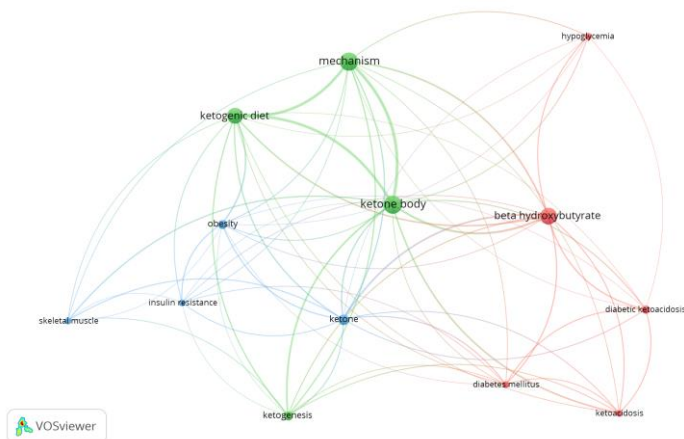 hypoglycemia
mechanism
ketogenic diet
ketone body
beta hydroxybutyrate
obesity
insulin resistance
diabetic ketoacidosis
skeletal muscle
ketone
diabetes mellitus
ketogenesis
ketoacidosis
VOSviewer